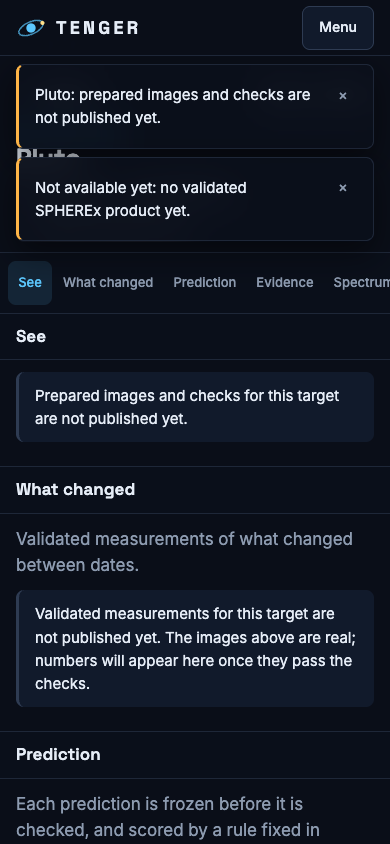 TENGER
Menu
Pluto: prepared images and checks are
not published yet.
×
Pluto
Not available yet: no validated
SPHEREx product yet.
×
See
What changed
Prediction
Evidence
Spectrum
See
Prepared images and checks for this target
are not published yet.
What changed
Validated measurements of what changed
between dates.
Validated measurements for this target are
not published yet. The images above are real;
numbers will appear here once they pass the
checks.
Prediction
Each prediction is frozen before it is
checked, and scored by a rule fixed in